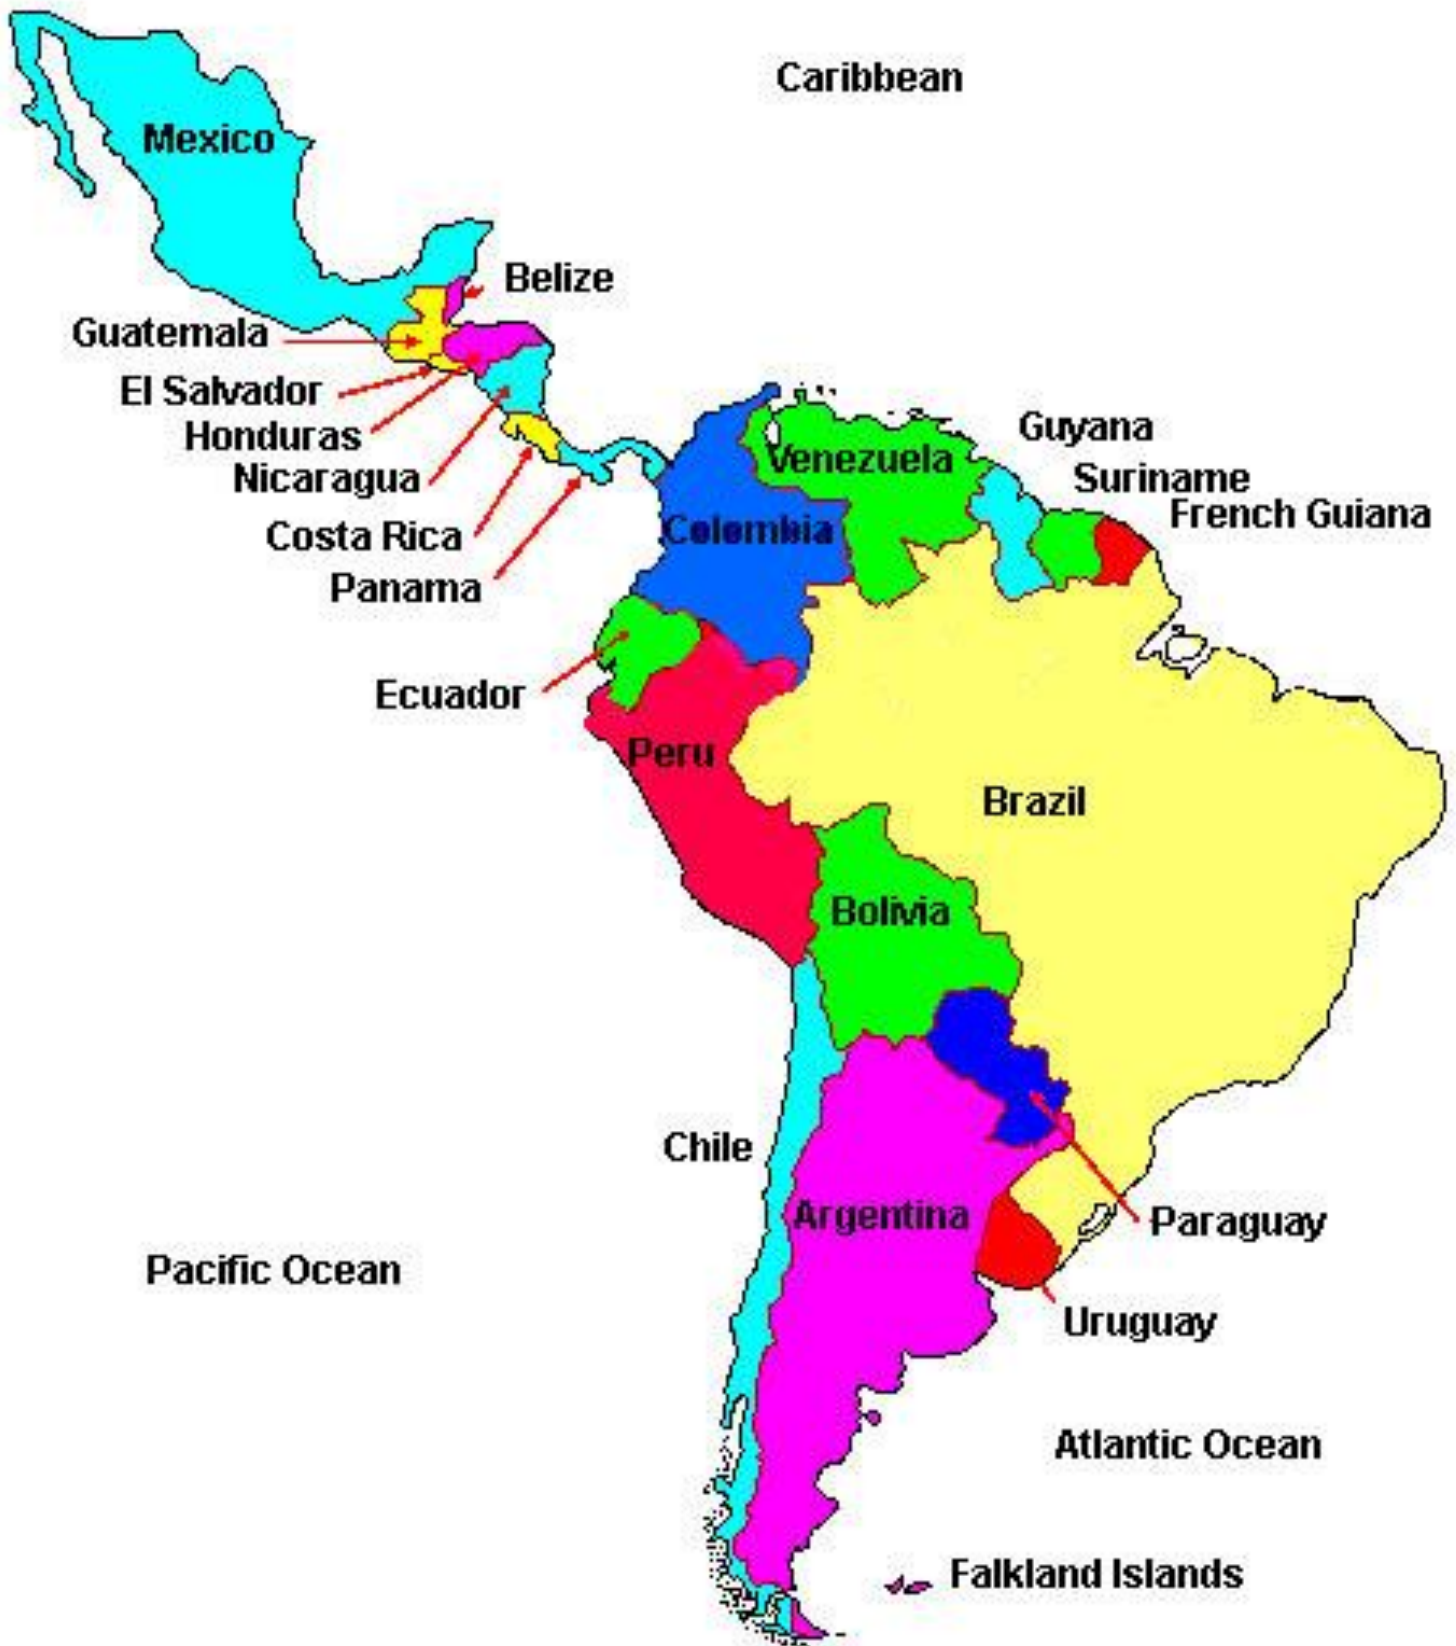 Caribbean
Mexico
Belize
Guatemala
El Salvador
Honduras
Nicaragua
Costa Rica
Panama
Guyana
Suriname
French Guiana
Venezuela
Colombia
Ecuador
Peru
Brazil
Bolivia
Chile
Argentina
Paraguay
Pacific Ocean
Uruguay
Atlantic Ocean
Falkland Islands